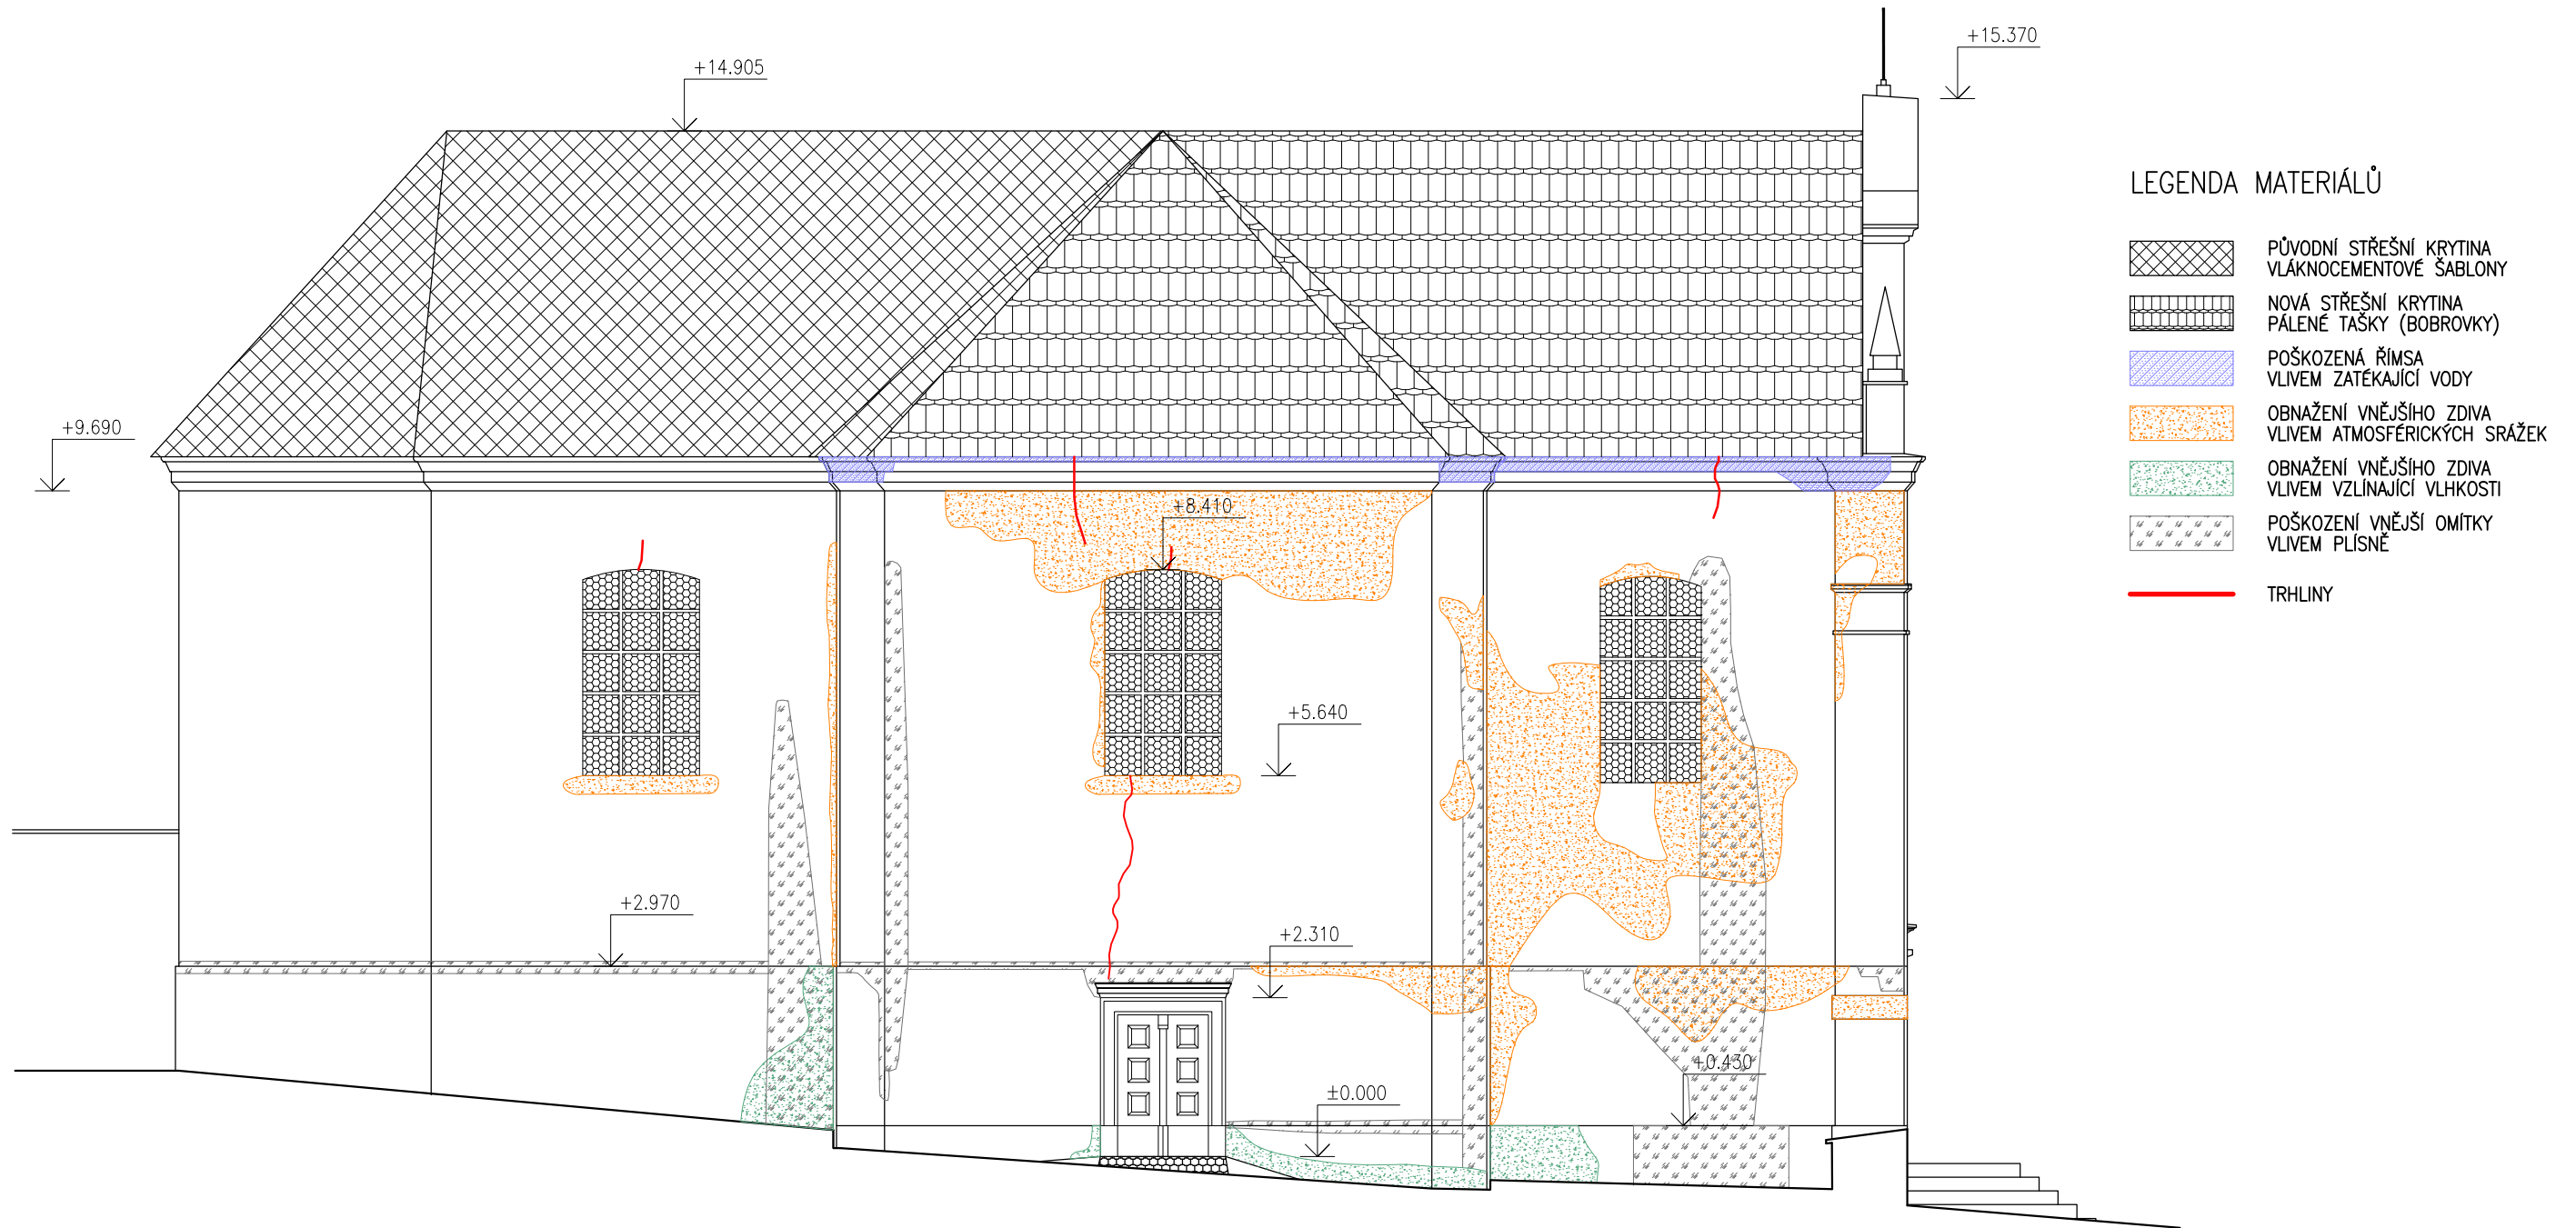 +15.370
+14.905
+9.690
+8.410
+5.640
+2.970
+2.310
+0.430
±0.000
LEGENDA MATERIÁLŮ
PŮVODNÍ STŘEŠNÍ KRYTINA
VLÁKNOCEMENTOVÉ ŠABLONY
NOVÁ STŘEŠNÍ KRYTINA
PÁLENÉ TAŠKY (BOBROVKY)
POŠKOZENÁ ŘÍMSA
VLIVEM ZATÉKAJÍCÍ VODY
OBNAŽENÍ VNĚJŠÍHO ZDIVA
VLIVEM ATMOSFÉRICKÝCH SRÁŽEK
OBNAŽENÍ VNĚJŠÍHO ZDIVA
VLIVEM VZLÍNAJÍCÍ VLHKOSTI
POŠKOZENÍ VNĚJŠÍ OMÍTKY
VLIVEM PLÍSNĚ
TRHLINY